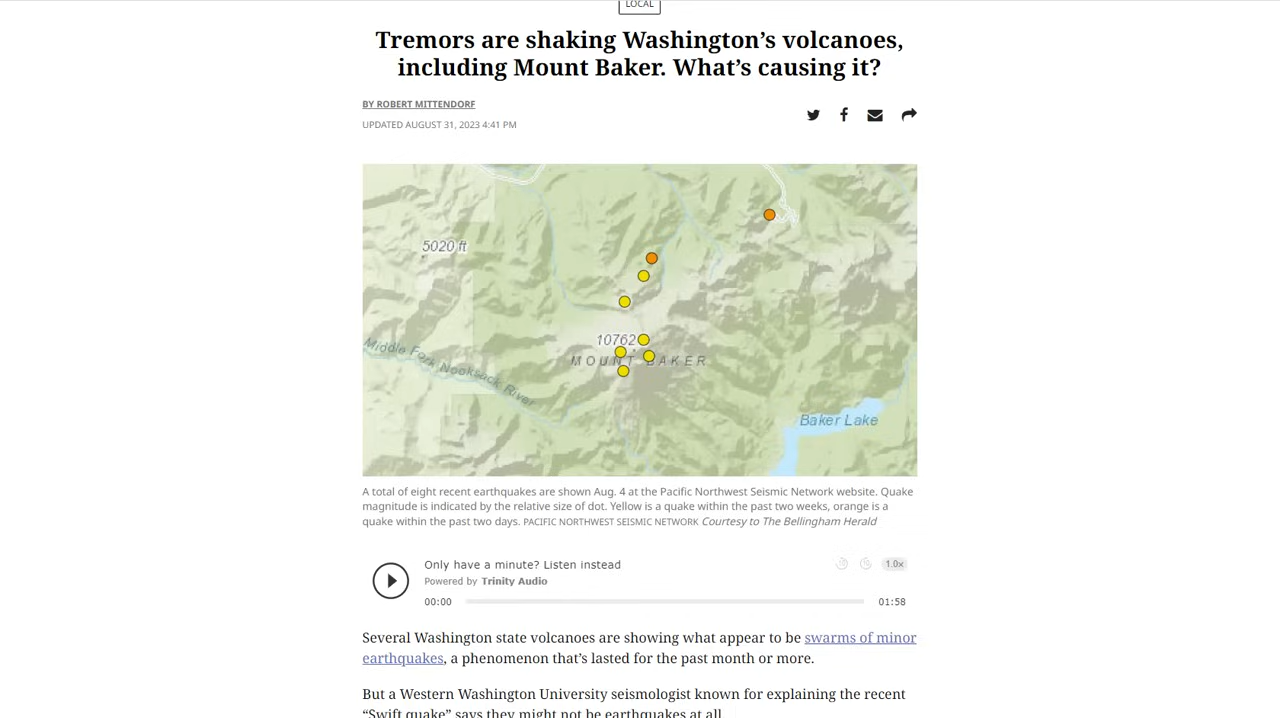 LOCAL
Tremors are shaking Washington’s volcanoes,
including Mount Baker. What’s causing it?
BY ROBERT MITTENDORF
UPDATED AUGUST 31, 2023 4:41 PM
5020 ft
10762
MOUNT BAKER
Middle Fork Nooksack River
Baker Lake
A total of eight recent earthquakes are shown Aug. 4 at the Pacific Northwest Seismic Network website. Quake
magnitude is indicated by the relative size of dot. Yellow is a quake within the past two weeks, orange is a
quake within the past two days. PACIFIC NORTHWEST SEISMIC NETWORK Courtesy to The Bellingham Herald
Only have a minute? Listen instead
Powered by Trinity Audio
1.0x
00:00
01:58
Several Washington state volcanoes are showing what appear to be swarms of minor
earthquakes, a phenomenon that’s lasted for the past month or more.
But a Western Washington University seismologist known for explaining the recent
“Swift quake” says they might not be earthquakes at all.